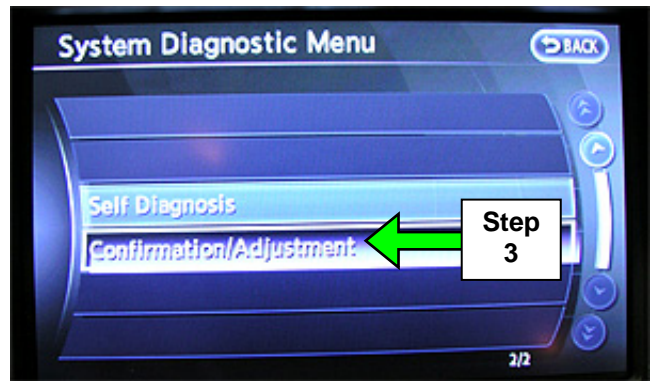 System Diagnostic Menu
BACK
Self Diagnosis
Confirmation/Adjustment
Step
3
2/2